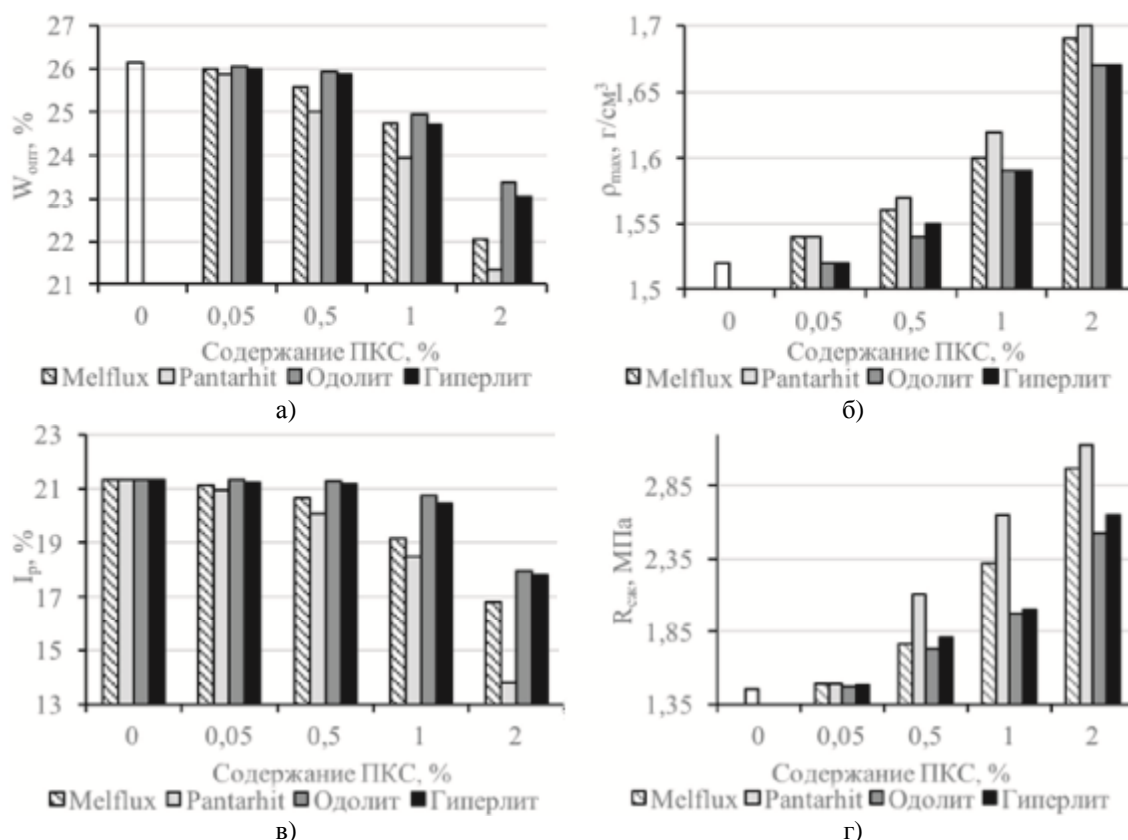 27
26
25
24
23
22
21
Wопт, %
0 0,05 0,5 1 2
Содержание ПКС, %
Melflux Pantarhit Одолит Гиперлит
а)
1,7
1,65
1,6
1,55
1,5
ρmax, г/см³
0 0,05 0,5 1 2
Содержание ПКС, %
Melflux Pantarhit Одолит Гиперлит
б)
23
21
19
17
15
13
Iр, %
0 0,05 0,5 1 2
Содержание ПКС, %
Melflux Pantarhit Одолит Гиперлит
в)
2,85
2,35
1,85
1,35
Rсж, МПа
0 0,05 0,5 1 2
Содержание ПКС, %
Melflux Pantarhit Одолит Гиперлит
г)